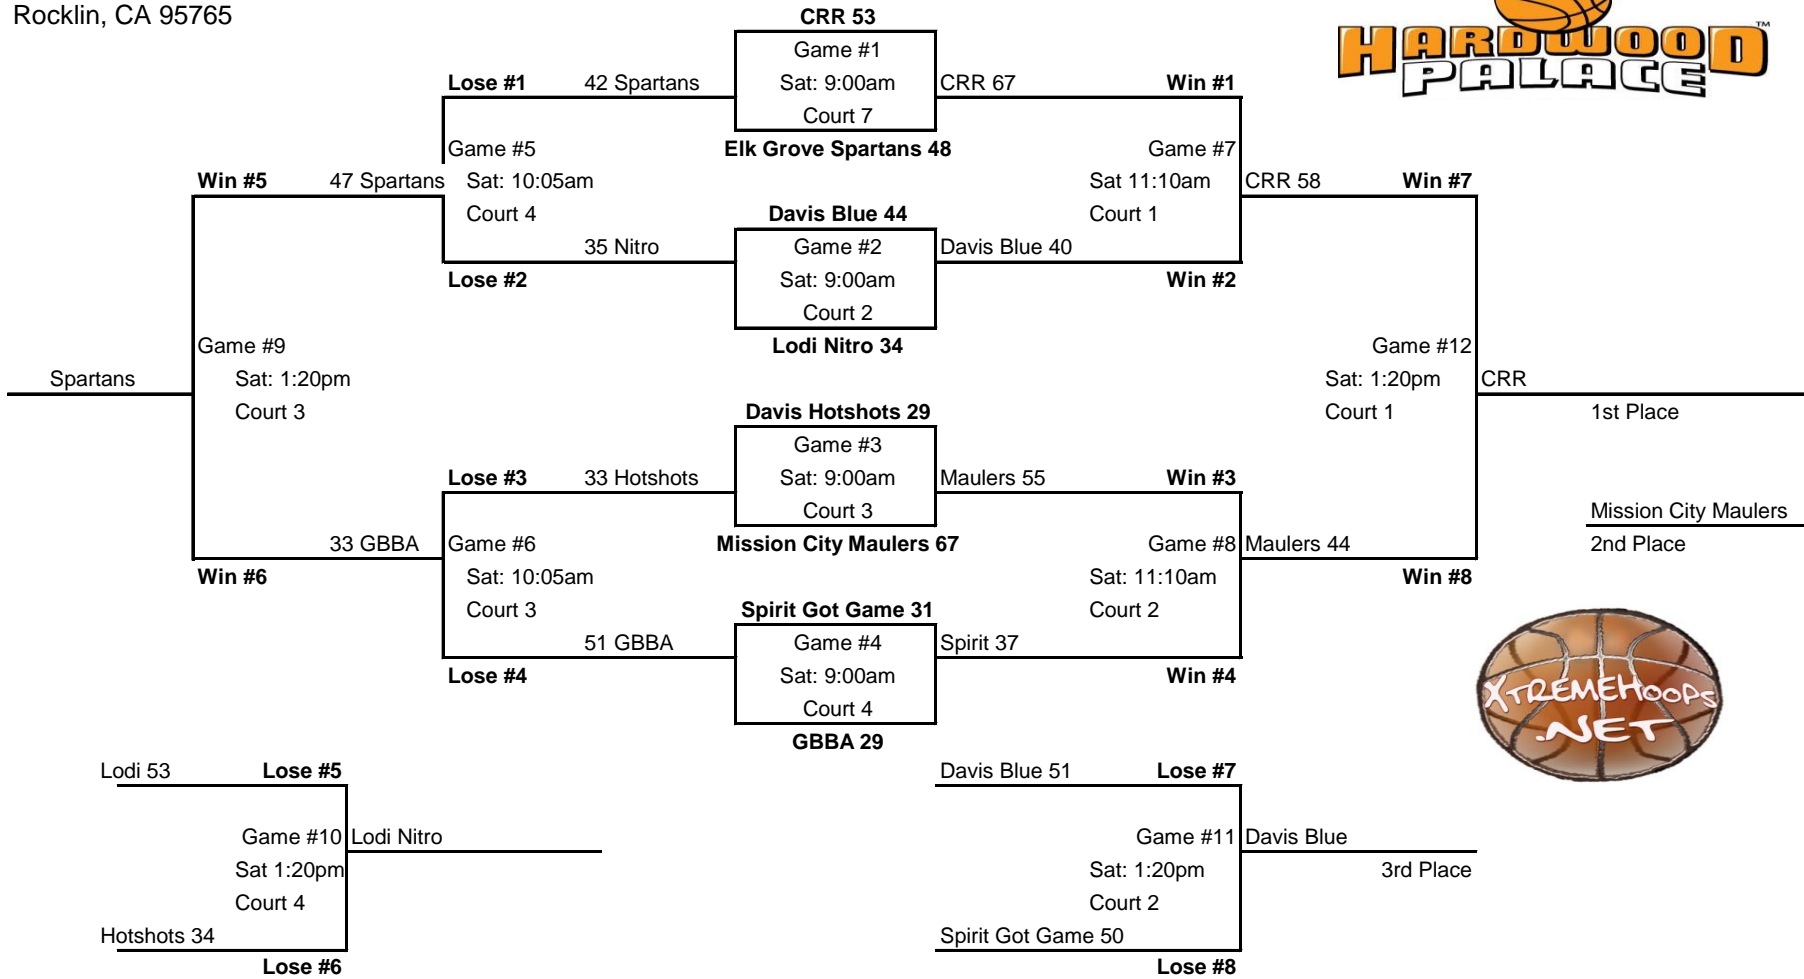 Rocklin, CA 95765
HARDWOOD TM
PALACE
CRR 53
Game #1
Lose #1 42 Spartans Sat: 9:00am CRR 67 Win #1
Court 7
Game #5 Elk Grove Spartans 48 Game #7
Win #5 47 Spartans Sat: 10:05am Sat 11:10am CRR 58 Win #7
Court 4 Davis Blue 44 Court 1
35 Nitro Game #2 Davis Blue 40
Lose #2 Sat: 9:00am Win #2
Court 2
Game #9 Lodi Nitro 34 Game #12
Spartans Sat: 1:20pm Sat: 1:20pm CRR
Court 3 Davis Hotshots 29 Court 1 1st Place
Game #3
Lose #3 33 Hotshots Sat: 9:00am Maulers 55 Win #3
Court 3 Mission City Maulers
33 GBBA Game #6 Mission City Maulers 67 Game #8 Maulers 44 2nd Place
Win #6 Sat: 10:05am Sat: 11:10am Win #8
Court 3 Spirit Got Game 31 Court 2
51 GBBA Game #4 Spirit 37
Lose #4 Sat: 9:00am Win #4
Court 4
XTREMEHOOPS
.NET
GBBA 29
Lodi 53 Lose #5 Davis Blue 51 Lose #7
Game #10 Lodi Nitro Game #11 Davis Blue
Sat 1:20pm Sat: 1:20pm 3rd Place
Court 4 Court 2
Hotshots 34 Spirit Got Game 50
Lose #6 Lose #8